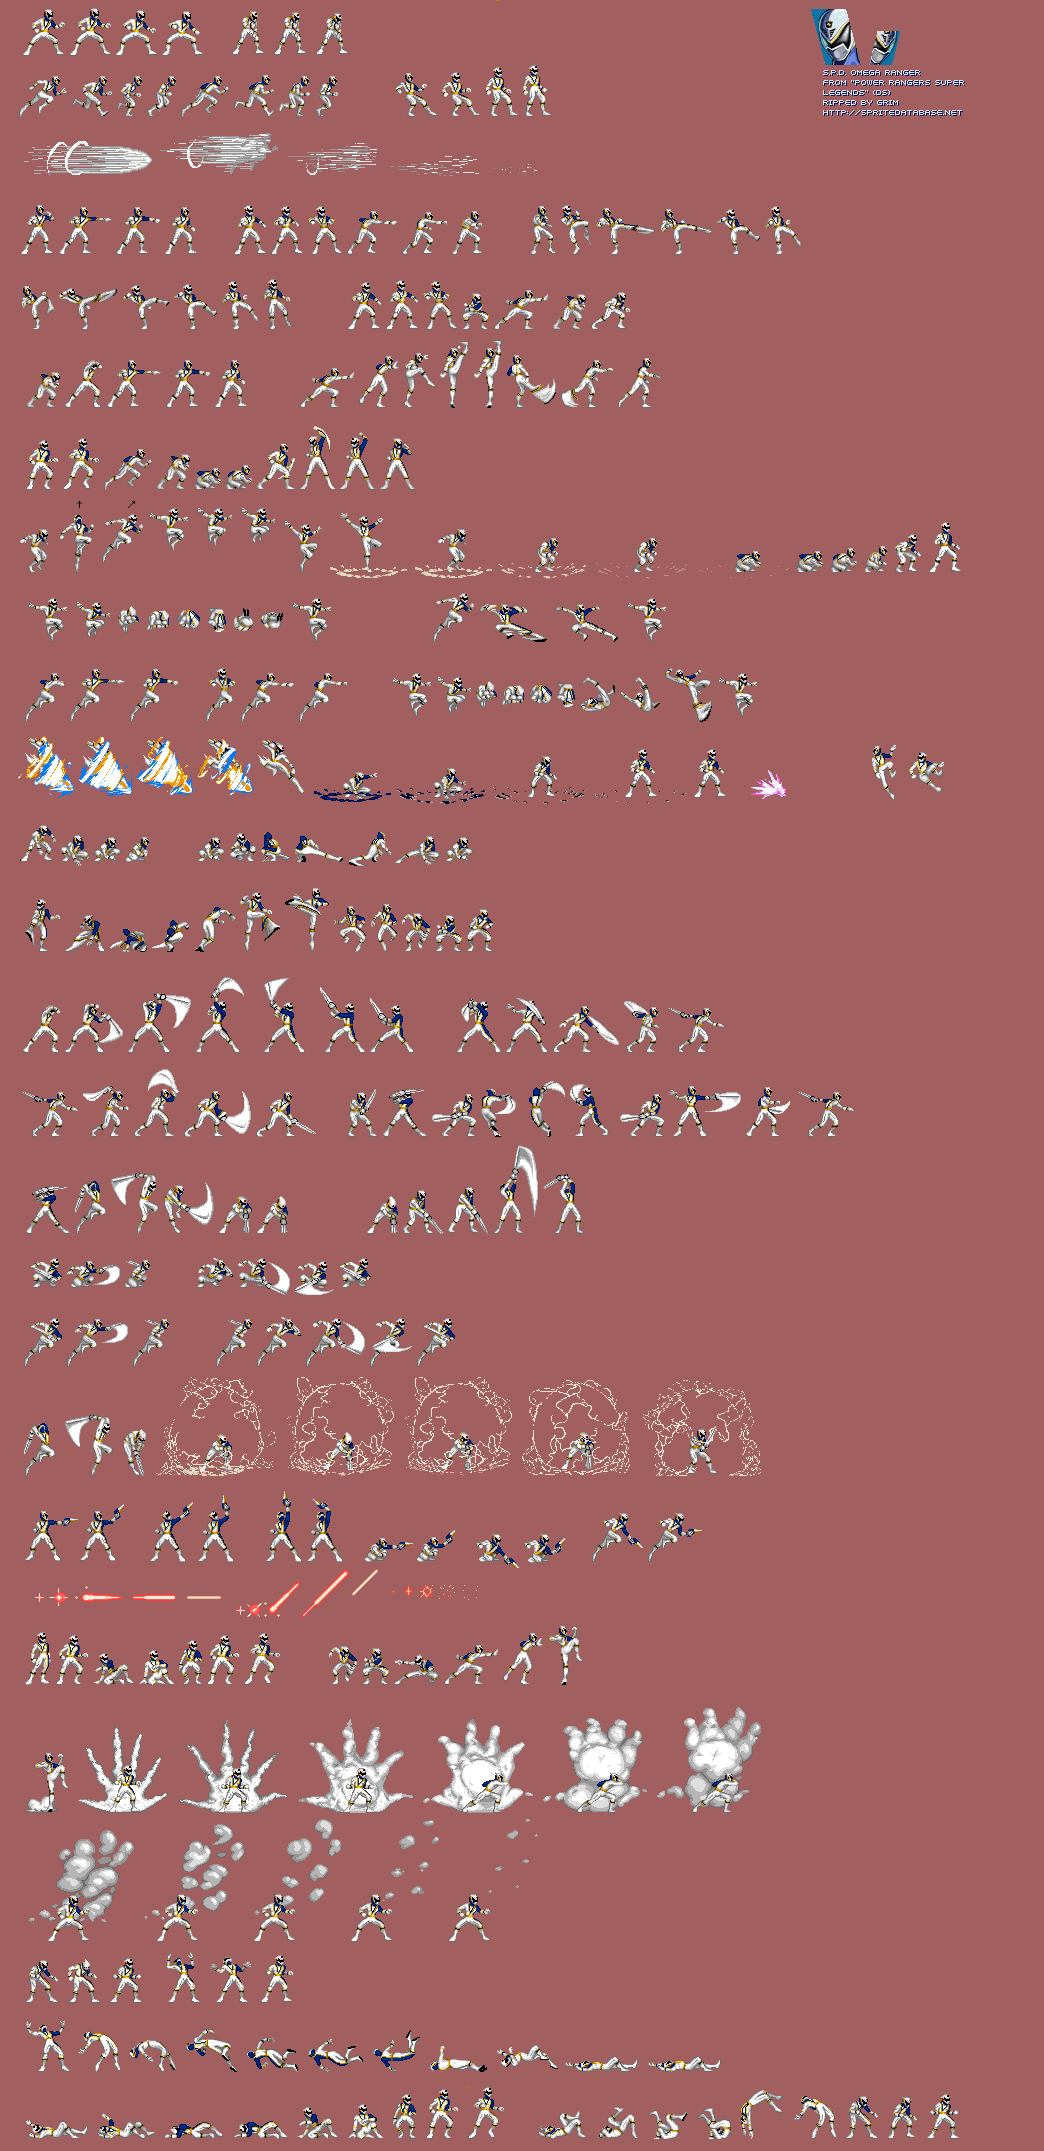 S.P.D. OMEGA RANGER
FROM "POWER RANGERS SUPER
LEGENDS" (DS)
RIPPED BY GRIM
HTTP://SPRITEDATABASE.NET